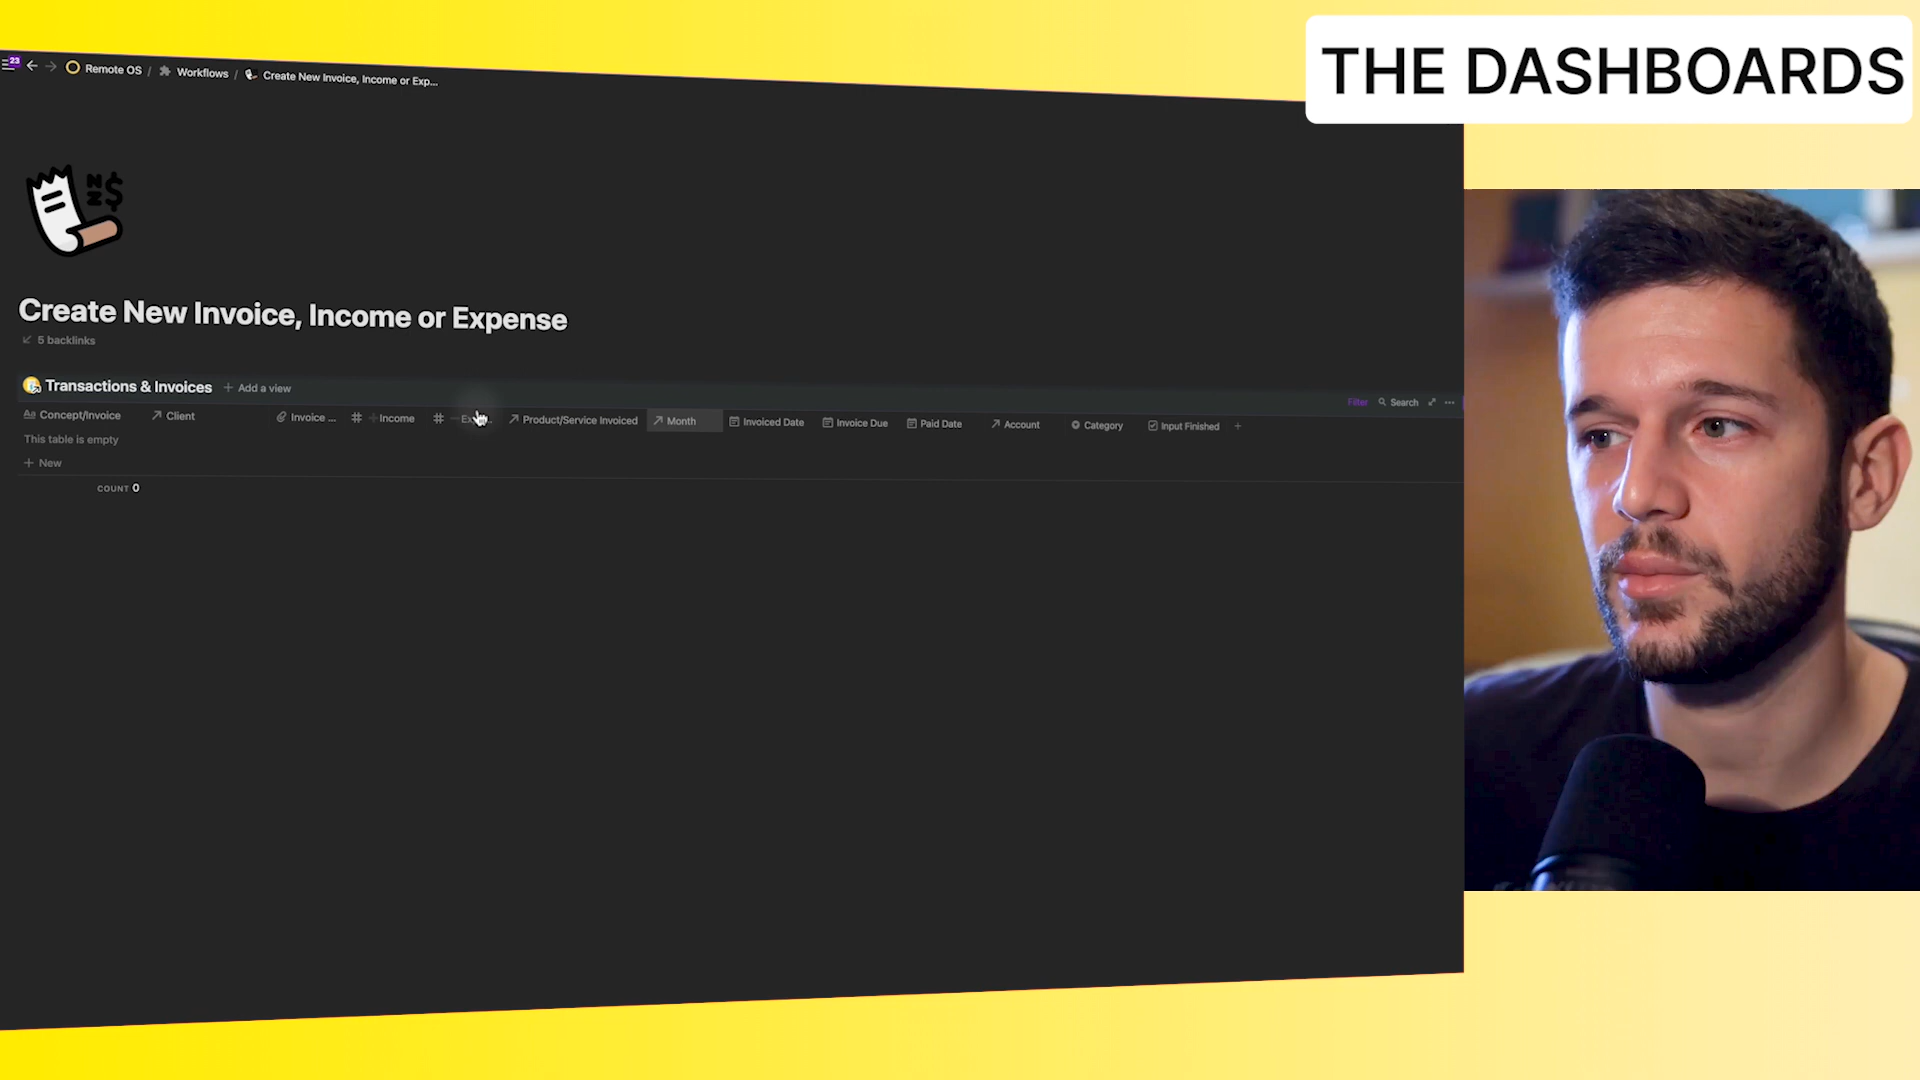 THE DASHBOARDS
23
Remote OS / Workflows / Create New Invoice, Income or Exp...
N
Z $
Create New Invoice, Income or Expense
5 backlinks
Transactions & Invoices + Add a view
Filter Search ...
Aa Concept/Invoice Client Invoice ... # +Income # Product/Service Invoiced Month Invoiced Date Invoice Due Paid Date Account Category Input Finished +
This table is empty
+ New
COUNT 0